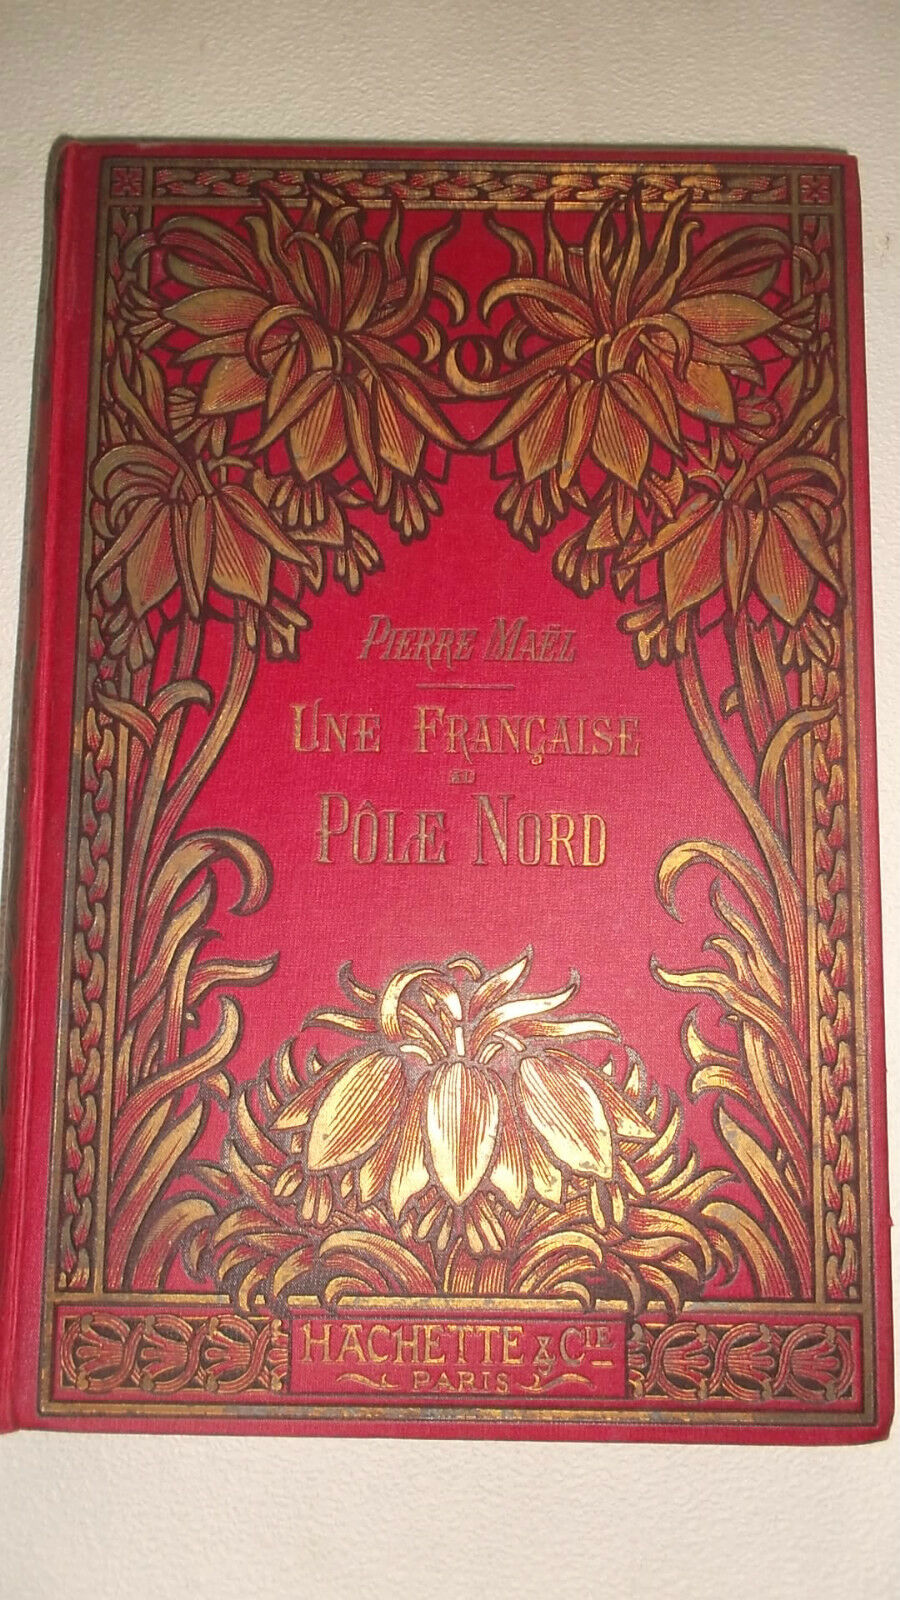 PIERRE MAËL
UNE FRANÇAISE
AU
PÔLE NORD
HACHETTE & CIE
PARIS